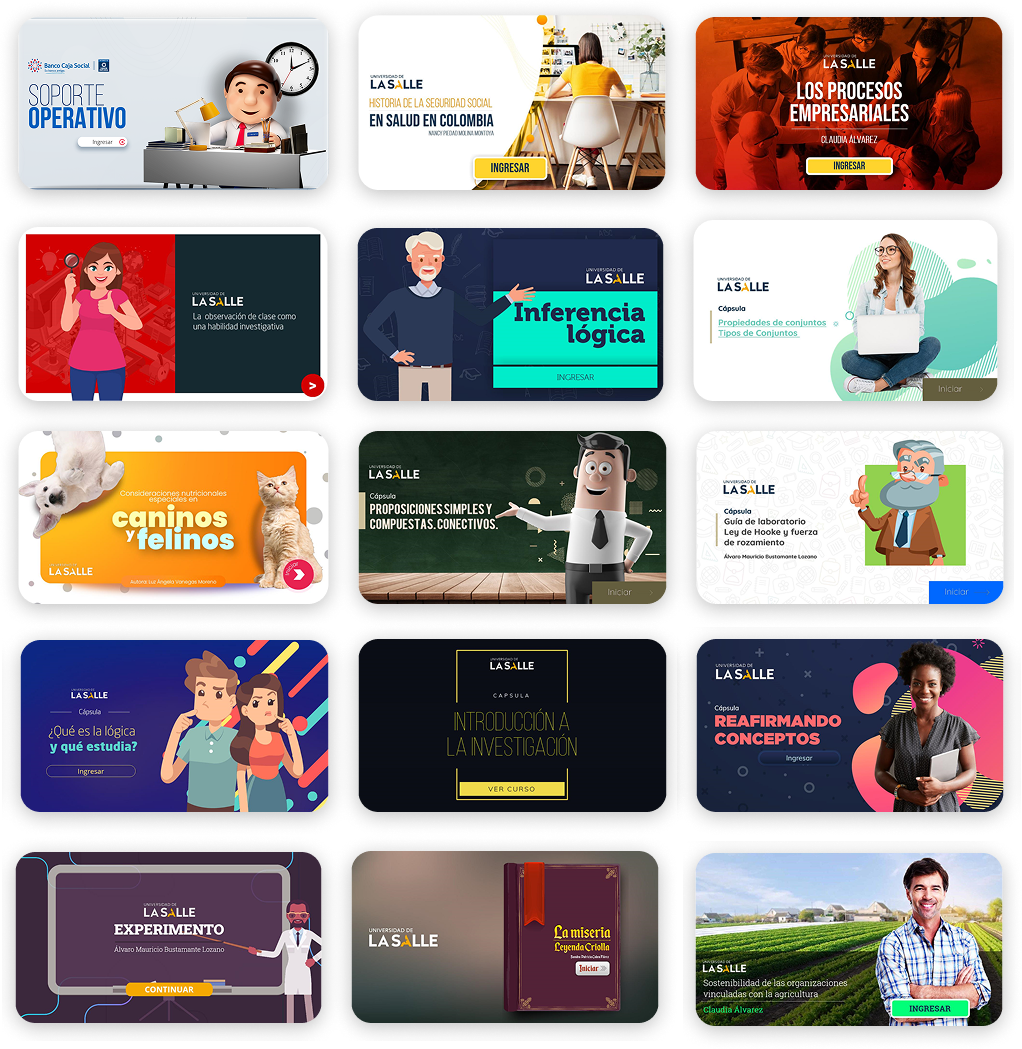 Banco Caja Social
SOPORTE
OPERATIVO
Ingresar
UNIVERSIDAD DE
LA SALLE
HISTORIA DE LA SEGURIDAD SOCIAL
EN SALUD EN COLOMBIA
NANCY PIEDAD MOLINA MONTOYA
INGRESAR
UNIVERSIDAD DE
LA SALLE
LOS PROCESOS
EMPRESARIALES
CLAUDIA ÁLVAREZ
INGRESAR
UNIVERSIDAD DE
LA SALLE
La observación de clase como
una habilidad investigativa
>
UNIVERSIDAD DE
LA SALLE
Inferencia
lógica
INGRESAR
UNIVERSIDAD DE
LA SALLE
Cápsula
Propiedades de conjuntos
Tipos de Conjuntos
Iniciar >
Consideraciones nutricionales
especiales en
caninos
y felinos
UNIVERSIDAD DE
LA SALLE
Autora Luz Ángela Vanegas Moreno
Iniciar
UNIVERSIDAD DE
LA SALLE
Cápsula
PROPOSICIONES SIMPLES Y
COMPUESTAS. CONECTIVOS.
Iniciar >
UNIVERSIDAD DE
LA SALLE
Cápsula
Guía de laboratorio
Ley de Hooke y fuerza
de rozamiento
Álvaro Mauricio Bustamante Lozano
Iniciar >
UNIVERSIDAD DE
LA SALLE
Cápsula
¿Qué es la lógica
y qué estudia?
Ingresar
UNIVERSIDAD DE
LA SALLE
CAPSULA
INTRODUCCIÓN A
LA INVESTIGACIÓN
VER CURSO
UNIVERSIDAD DE
LA SALLE
Cápsula
REAFIRMANDO
CONCEPTOS
Ingresar
UNIVERSIDAD DE
LA SALLE
EXPERIMENTO
Álvaro Mauricio Bustamante Lozano
CONTINUAR
UNIVERSIDAD DE
LA SALLE
La miseria
Leyenda Criolla
Iniciar
UNIVERSIDAD DE
LA SALLE
Sostenibilidad de las organizaciones
vinculadas con la agricultura
Claudia Álvarez
INGRESAR